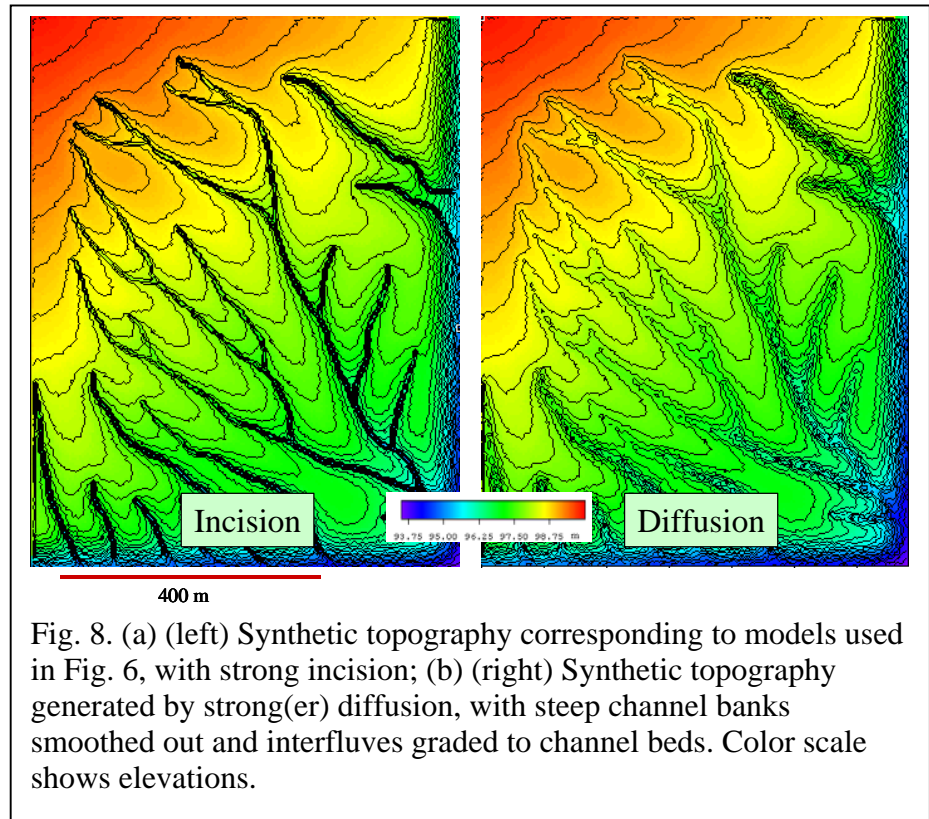 Incision
Diffusion
93.75 95.00 96.25 97.50 98.75 m
400 m
Fig. 8. (a) (left) Synthetic topography corresponding to models used
in Fig. 6, with strong incision; (b) (right) Synthetic topography
generated by strong(er) diffusion, with steep channel banks
smoothed out and interfluves graded to channel beds. Color scale
shows elevations.